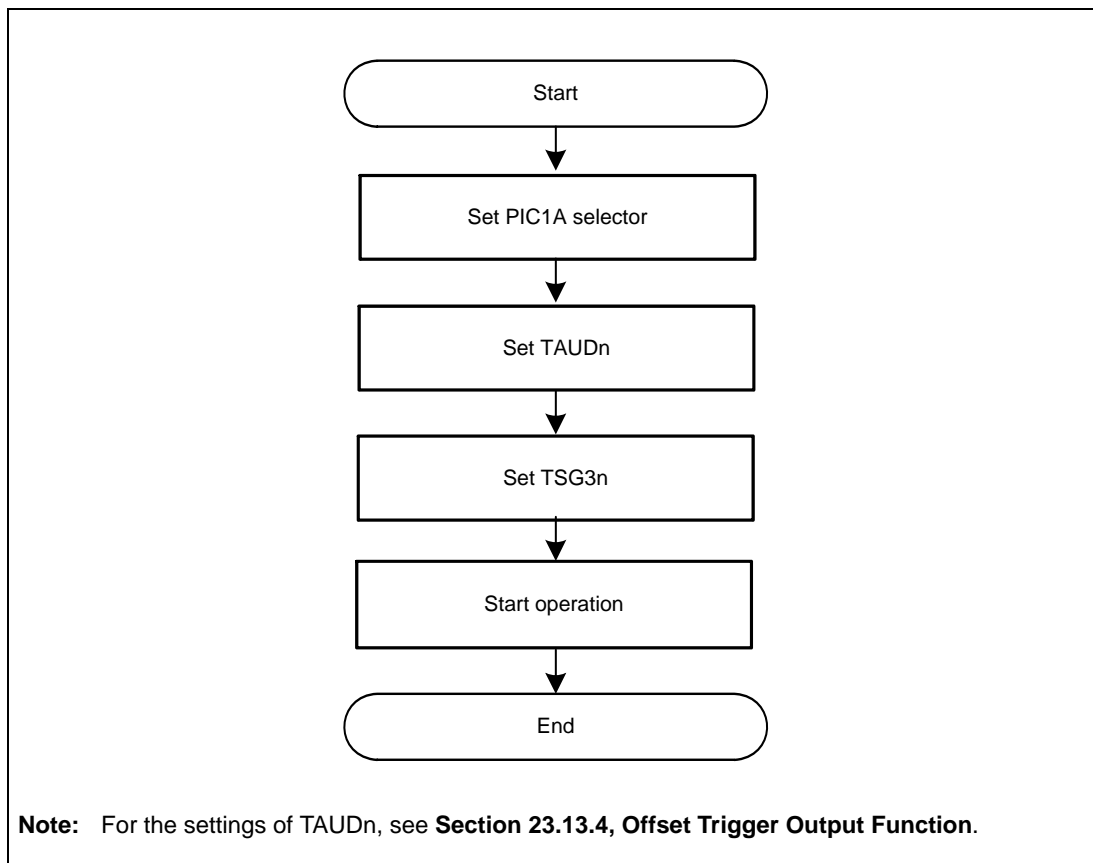 Start
Set PIC1A selector
Set TAUDn
Set TSG3n
Start operation
End
Note: For the settings of TAUDn, see Section 23.13.4, Offset Trigger Output Function.